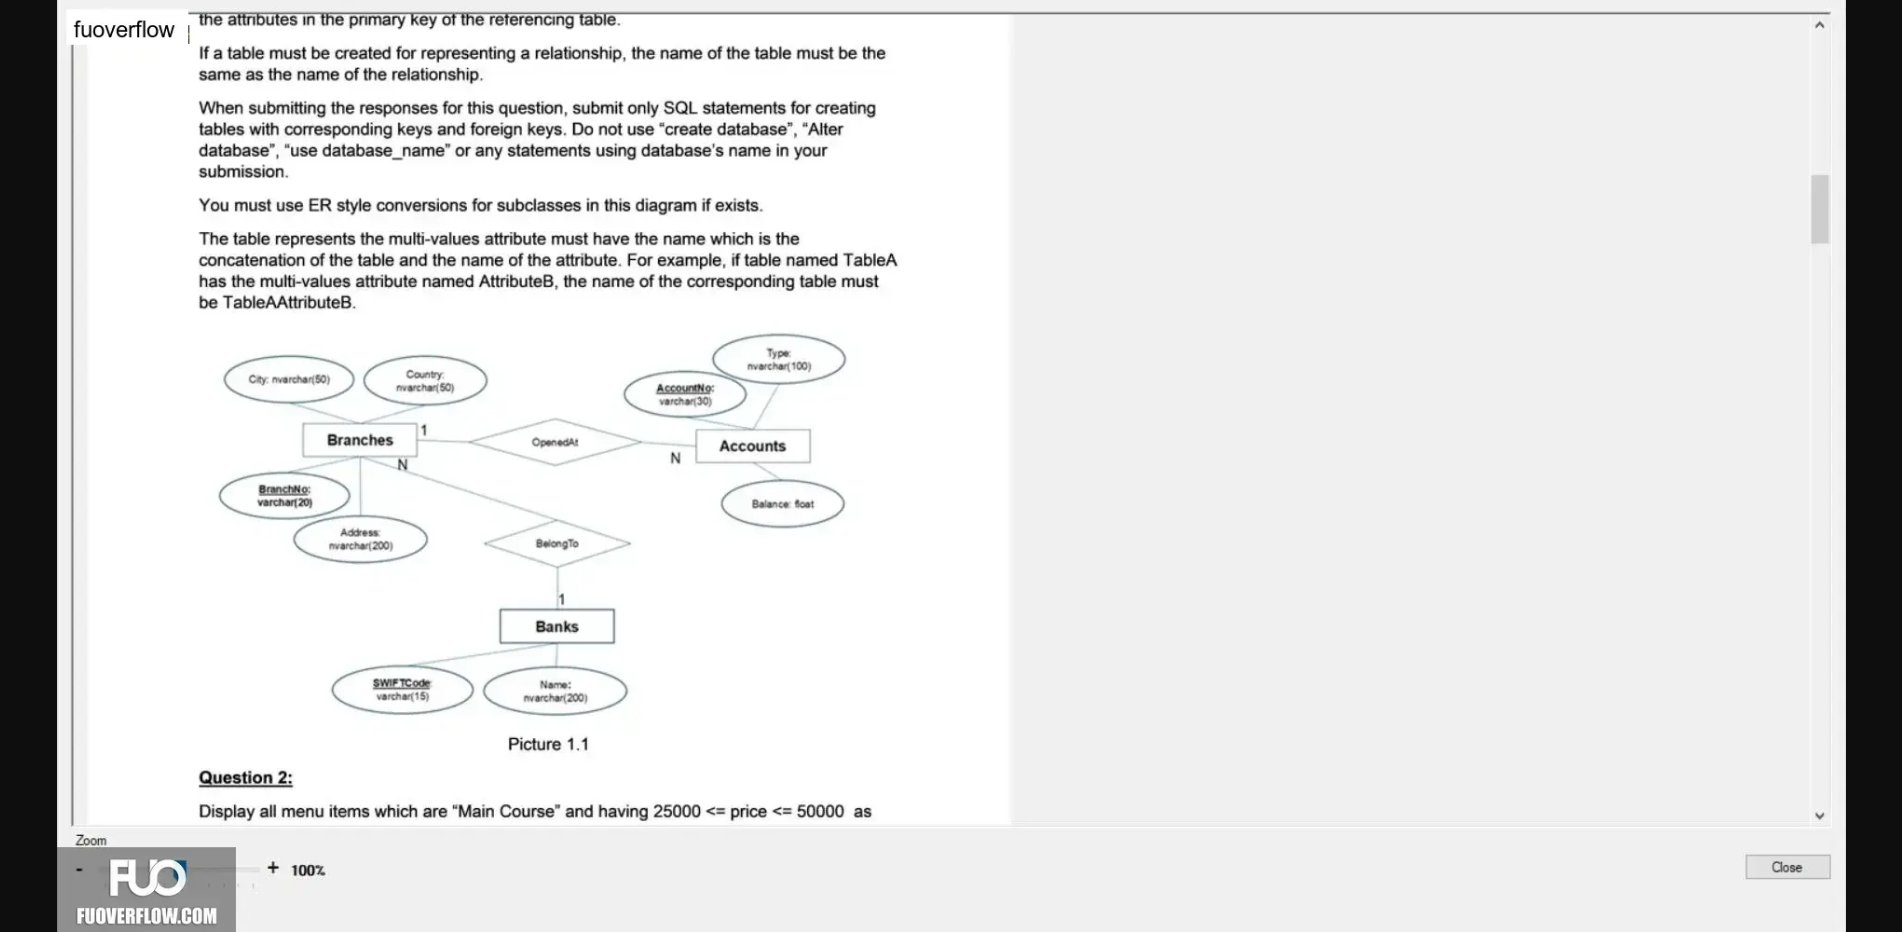 fuoverflow
the attributes in the primary key of the referencing table.
If a table must be created for representing a relationship, the name of the table must be the
same as the name of the relationship.
When submitting the responses for this question, submit only SQL statements for creating
tables with corresponding keys and foreign keys. Do not use “create database”, “Alter
database”, “use database_name” or any statements using database’s name in your
submission.
You must use ER style conversions for subclasses in this diagram if exists.
The table represents the multi-values attribute must have the name which is the
concatenation of the table and the name of the attribute. For example, if table named TableA
has the multi-values attribute named AttributeB, the name of the corresponding table must
be TableAAttributeB.
Type:
nvarchar(100)
City: nvarchar(50)
Country:
nvarchar(50)
AccountNo:
varchar(30)
Branches
1
OpenedAt
N
Accounts
N
BranchNo:
varchar(20)
Balance: float
Address:
nvarchar(200)
BelongTo
1
Banks
SWIFTCode:
varchar(15)
Name:
nvarchar(200)
Picture 1.1
Question 2:
Display all menu items which are “Main Course” and having 25000 <= price <= 50000 as
Zoom
- + 100%
Close
FUO
FUOVERFLOW.COM